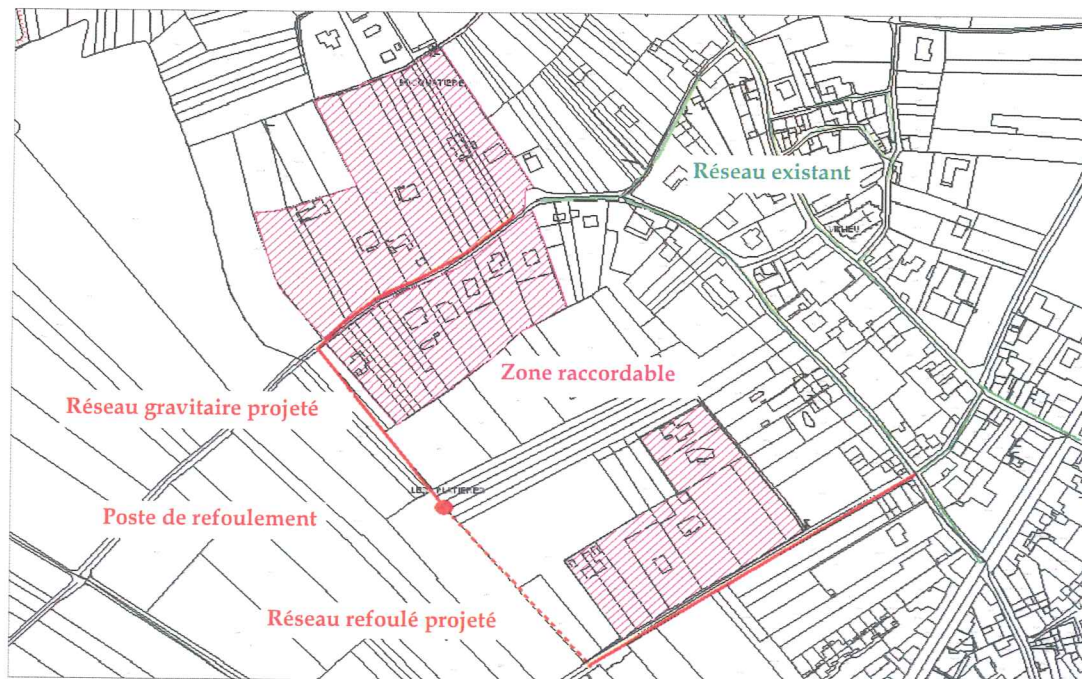 Réseau existant
Zone raccordable
Réseau gravitaire projeté
Poste de refoulement
Réseau refoulé projeté